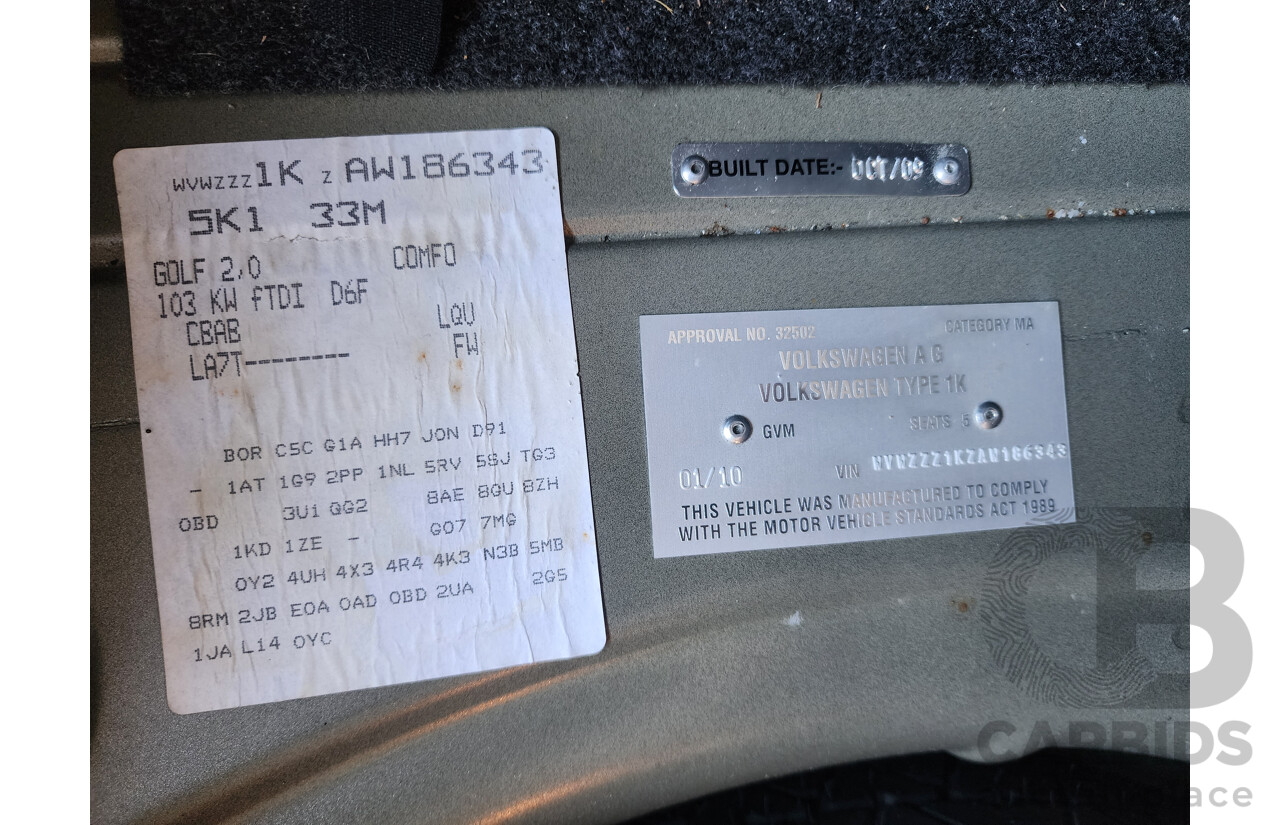 WVWZZZ1K Z AW186343
5K1 33M
GOLF 2,0 COMFO
103 KW fTDI D6F
CBAB LQU
LA7T-------- FW
B0R C5C G1A HH7 J0N D91
- 1AT 1G9 2PP 1NL 5RV 5SJ TG3
OBD 3U1 QG2 8AE 8GU 8ZH
1KD 1ZE - G07 7MG
0Y2 4UH 4X3 4R4 4K3 N3B 5MB
8RM 2JB E0A 0AD 0BD 2UA 2G5
1JA L14 0YC
BUILT DATE:- OCT/09
APPROVAL NO. 32502 CATEGORY MA
VOLKSWAGEN A G
VOLKSWAGEN TYPE 1K
GVM SEATS 5
01/10 VIN WVWZZZ1KZAW186343
THIS VEHICLE WAS MANUFACTURED TO COMPLY
WITH THE MOTOR VEHICLE STANDARDS ACT 1989
CB
CARBIDS